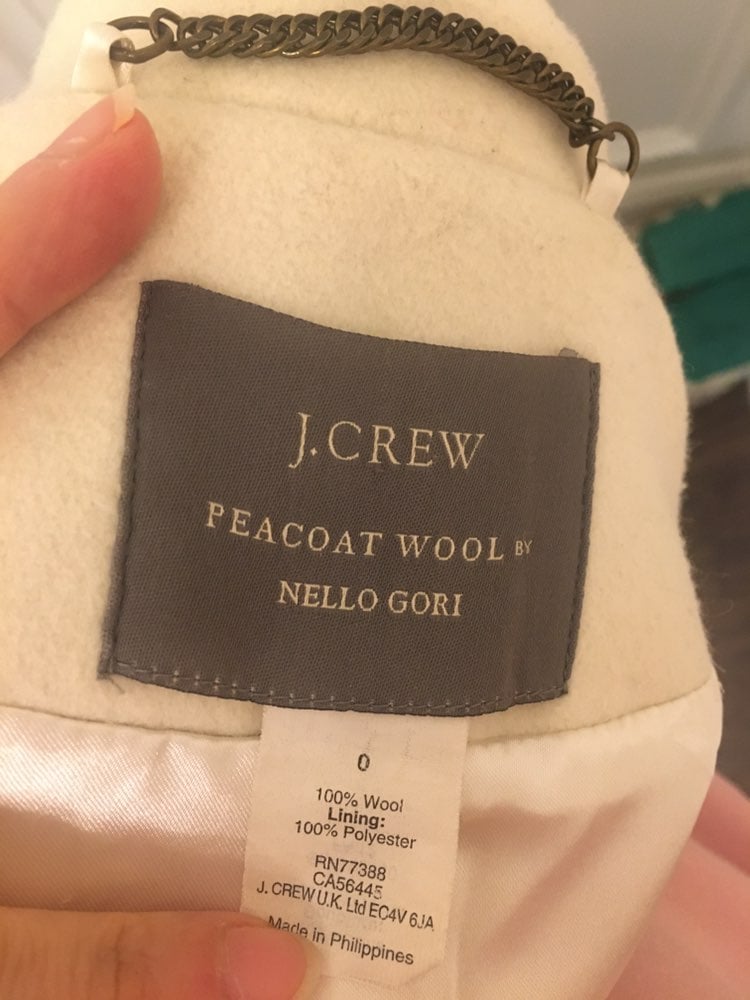 J.CREW
PEACOAT WOOL BY
NELLO GORI
0
100% Wool
Lining:
100% Polyester
RN77388
CA56445
J. CREW U.K. Ltd EC4V 6JA
Made in Philippines